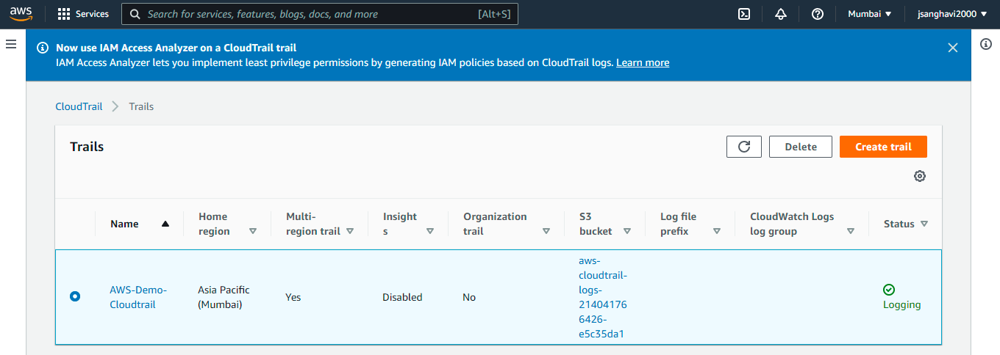 aws
Services
Search for services, features, blogs, docs, and more
[Alt+S]
Mumbai
jsanghavi2000
Now use IAM Access Analyzer on a CloudTrail trail
IAM Access Analyzer lets you implement least privilege permissions by generating IAM policies based on CloudTrail logs. Learn more
CloudTrail
Trails
Trails
Delete
Create trail
Name
Home
region
Multi-
region trail
Insight
s
Organization
trail
S3
bucket
Log file
prefix
CloudWatch Logs
log group
Status
AWS-Demo-
Cloudtrail
Asia Pacific
(Mumbai)
Yes
Disabled
No
aws-
cloudtrail-
logs-
21404176
6426-
e5c35da1
Logging